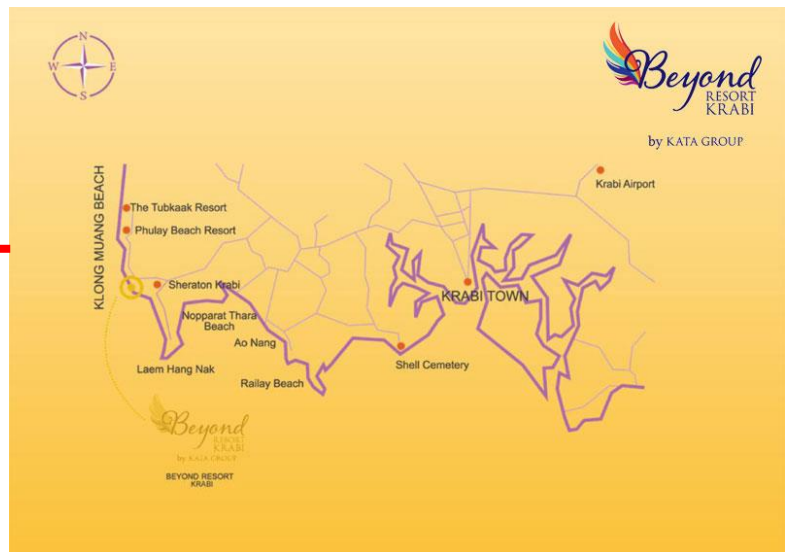 N
W E
S
Beyond
RESORT
KRABI
by KATA GROUP
KLONG MUANG BEACH
Krabi Airport
The Tubkaak Resort
Phulay Beach Resort
Sheraton Krabi
KRABI TOWN
Nopparat Thara
Beach
Ao Nang
Shell Cemetery
Laem Hang Nak
Railay Beach
Beyond
RESORT
KRABI
by KATA GROUP
BEYOND RESORT
KRABI